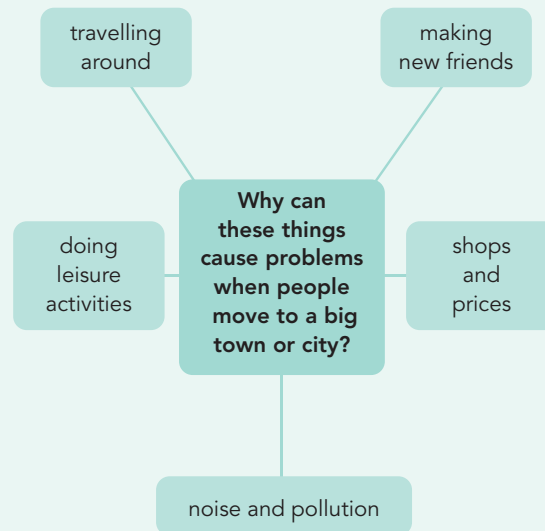 travelling
around
making
new friends
Why can
these things
cause problems
when people
move to a big
town or city?
doing
leisure
activities
shops
and
prices
noise and pollution